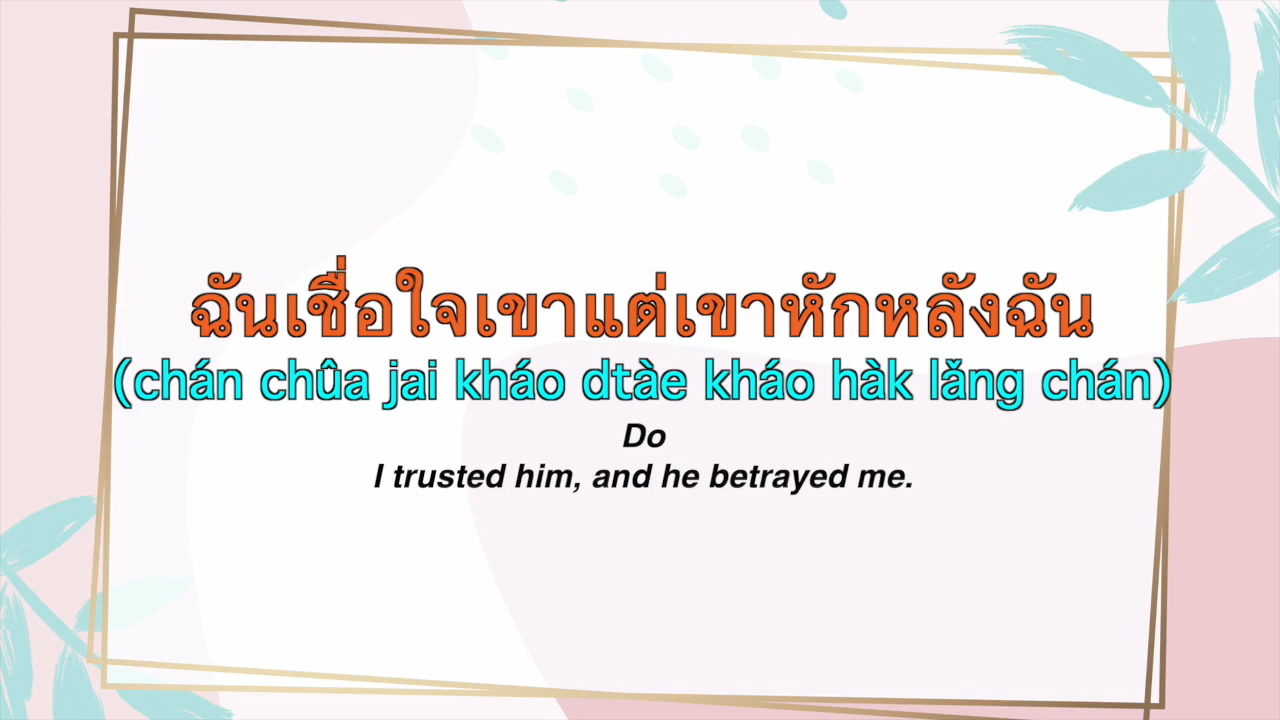 ฉันเชื่อใจเขาแต่เขาหักหลังฉัน
(chán chûa jai kháo dtàe kháo hàk lǎng chán)
Do
I trusted him, and he betrayed me.